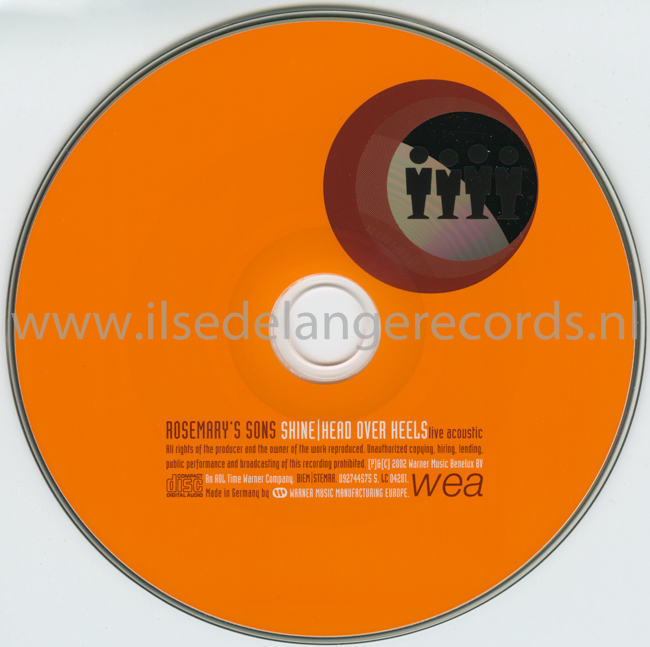 www.ilsedelangerecords.nl
ROSEMARY'S SONS SHINE|HEAD OVER HEELS live acoustic
All rights of the producer and the owner of the work reproduced. Unauthorized copying, hiring, lending,
public performance and broadcasting of this recording prohibited. [P]&[C] 2002 Warner Music Benelux BV
COMPACT disc DIGITAL AUDIO An AOL Time Warner Company. BIEM|STEMRA. 092744575 5. LC 04281. wea
Made in Germany by WARNER MUSIC MANUFACTURING EUROPE.